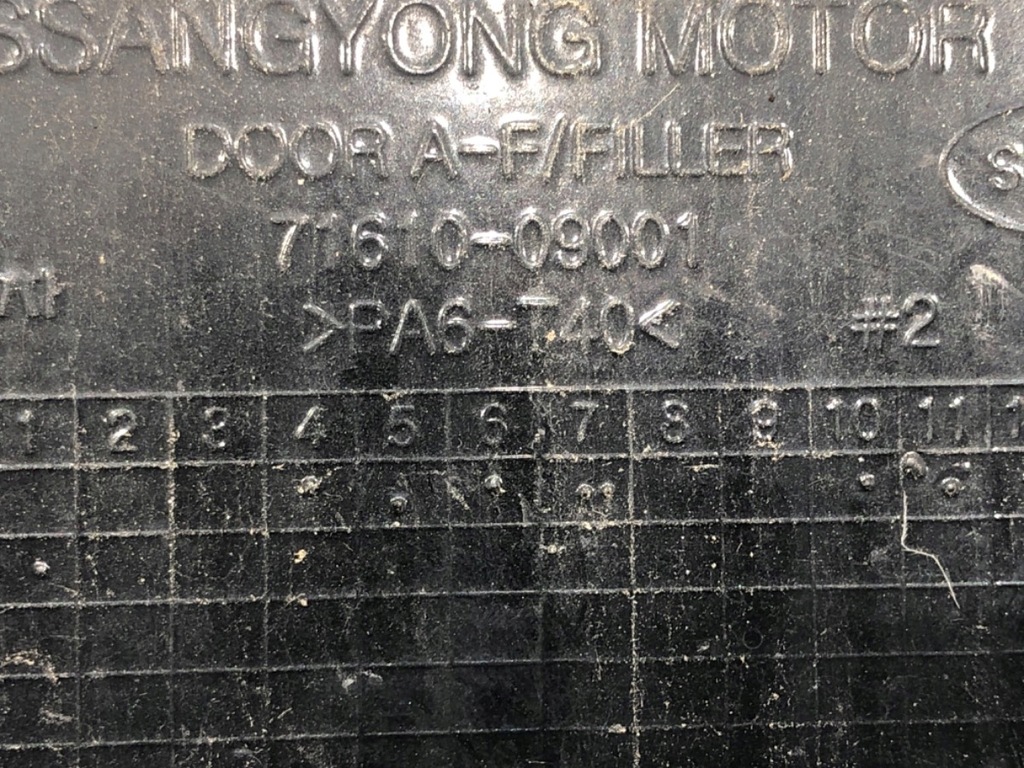 SSANGYONG MOTOR
DOOR A-F/FILLER
71610-09001
>PA6-T40<
#2
1 2 3 4 5 6 7 8 9 10 11